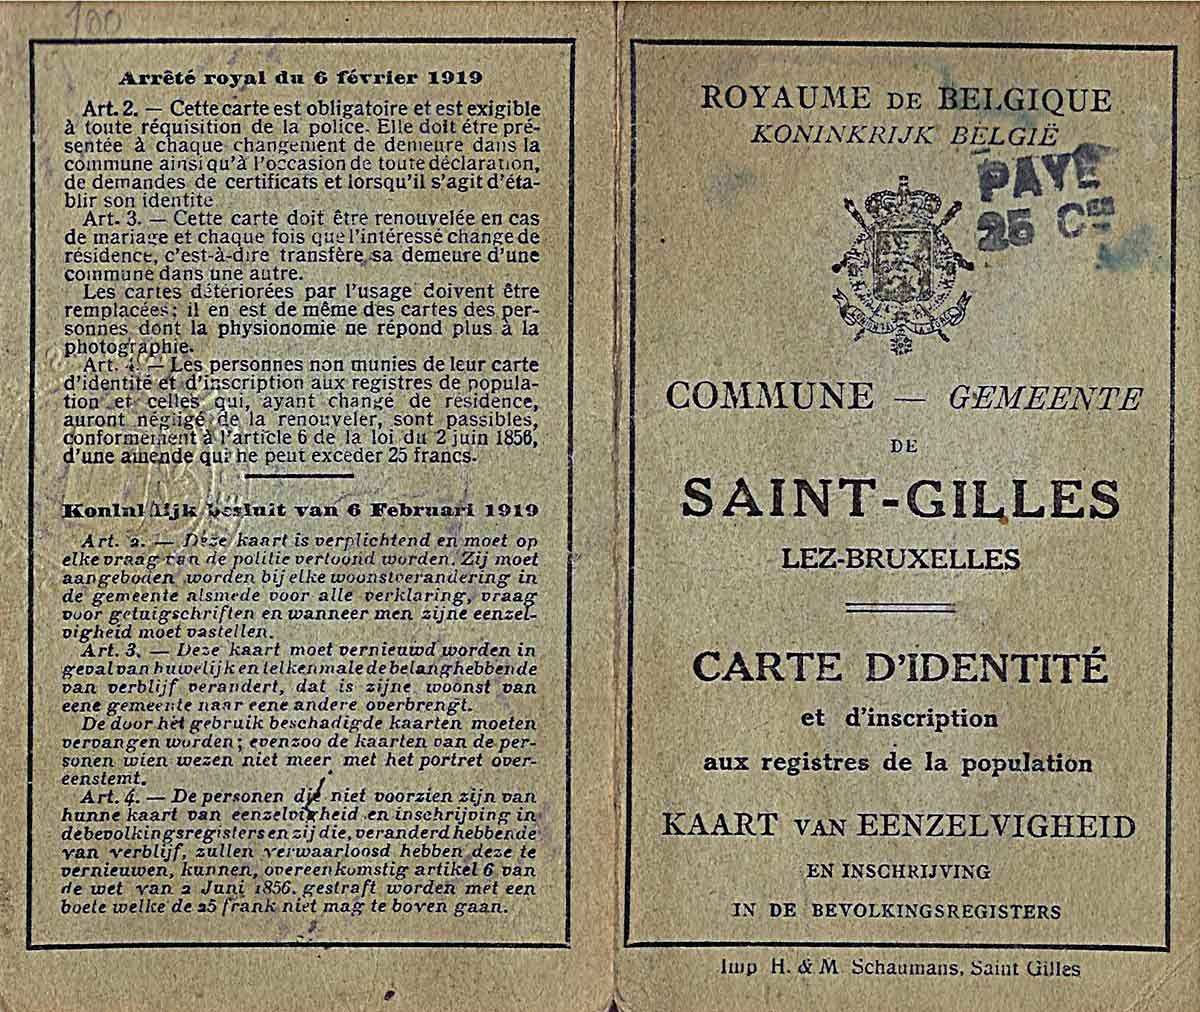 100
Arrêté royal du 6 février 1919
Art. 2. — Cette carte est obligatoire et est exigible
à toute réquisition de la police. Elle doit être pré-
sentée à chaque changement de demeure dans la
commune ainsi qu'à l'occasion de toute déclaration,
de demandes de certificats et lorsqu'il s'agit d'éta-
blir son identite
Art. 3. — Cette carte doit être renouvelée en cas
de mariage et chaque fois que l'intéressé change de
résidence, c'est-à-dire transfère sa demeure d'une
commune dans une autre.
Les cartes détériorées par l'usage doivent être
remplacées; il en est de même des cartes des per-
sonnes dont la physionomie ne répond plus à la
photographie.
Art. 4. — Les personnes non munies de leur carte
d'identité et d'inscription aux registres de popula-
tion et celles qui, ayant changé de résidence,
auront négligé de la renouveler, sont passibles,
conformement à l'article 6 de la loi du 2 juin 1856,
d'une amende qui ne peut exceder 25 francs.
Koninklijk besluit van 6 Februari 1919
Art. 2. — Deze kaart is verplichtend en moet op
elke vraag van de politie vertoond worden. Zij moet
aangeboden worden bij elke woonstverandering in
de gemeente alsmede voor alle verklaring, vraag
voor getuigschriften en wanneer men zijne eenzel-
vigheid moet vastellen.
Art. 3. — Deze kaart moet vernieuwd worden in
geval van huwelijk en telkenmale de belanghebbende
van verblijf verandert, dat is zijne woonst van
eene gemeente naar eene andere overbrengt.
De door het gebruik beschadigde kaarten moeten
vervangen worden; evenzoo de kaarten van de per-
sonen wien wezen niet meer met het portret over-
eenstemt.
Art. 4. — De personen die niet voorzien zijn van
hunne kaart van eenzelvigheid en inschrijving in
de bevolkingsregisters en zij die, veranderd hebbende
van verblijf, zullen verwaarloosd hebben deze te
vernieuwen, kunnen, overeenkomstig artikel 6 van
de wet van 2 Juni 1856. gestraft worden met een
boete welke de 25 frank niet mag te boven gaan.
ROYAUME DE BELGIQUE
KONINKRIJK BELGIË
PAYÉ
25 Ces
L'UNION FAIT LA FORCE
COMMUNE — GEMEENTE
DE
SAINT-GILLES
LEZ-BRUXELLES
CARTE D'IDENTITÉ
et d'inscription
aux registres de la population
KAART VAN EENZELVIGHEID
EN INSCHRIJVING
IN DE BEVOLKINGSREGISTERS
Imp H. & M. Schaumans, Saint Gilles